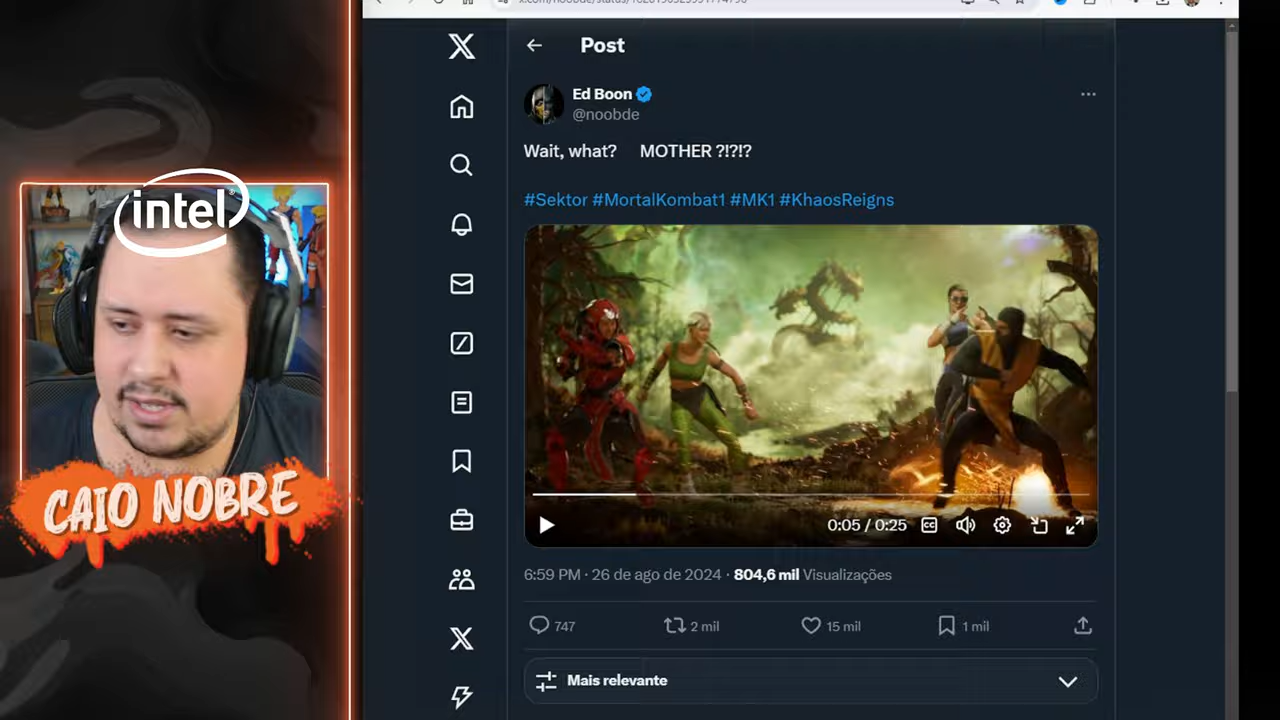 Post
Ed Boon
@noobde
Wait, what? MOTHER ?!?!?
#Sektor #MortalKombat1 #MK1 #KhaosReigns
intel
CAIO NOBRE
0:05 / 0:25
CC
6:59 PM · 26 de ago de 2024 · 804,6 mil Visualizações
747
2 mil
15 mil
1 mil
Mais relevante